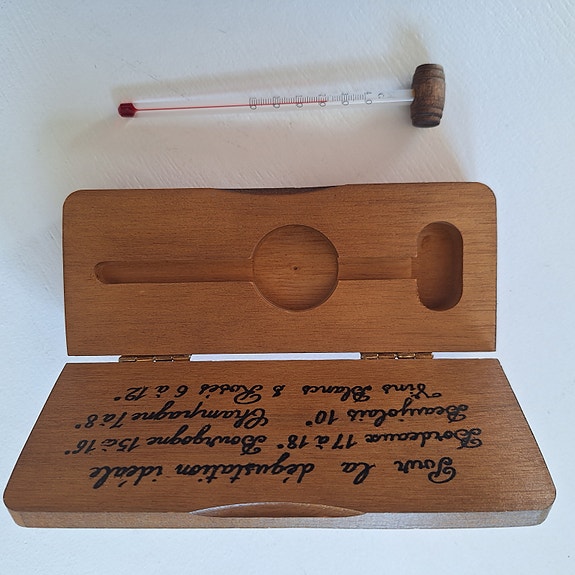 Pour la dégustation idéale
Bordeaux 17 à 18° Bourgogne 15 à 16°
Beaujolais 10° Champagne 7 à 8°
Vins Blancs & Rosés 6 à 12°